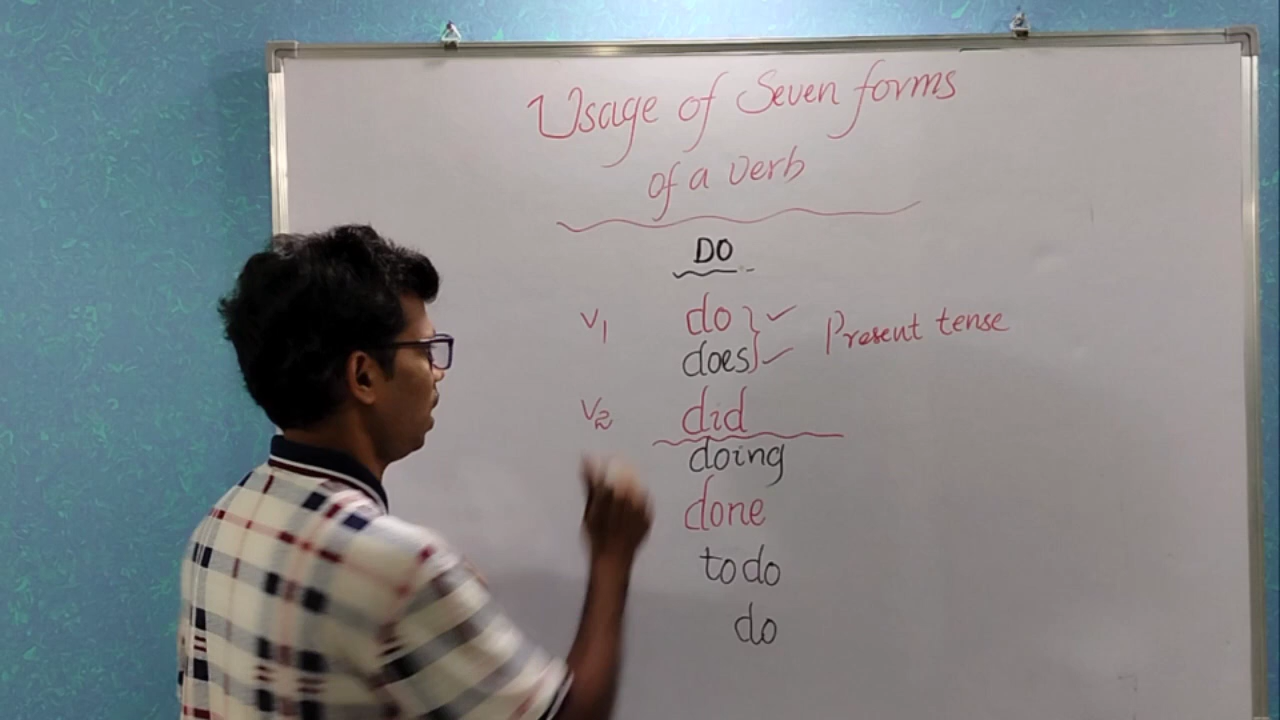 Usage of Seven forms
of a verb
DO
V1 do } ✓ Present tense
does ✓
V2 did
doing
done
to do
do